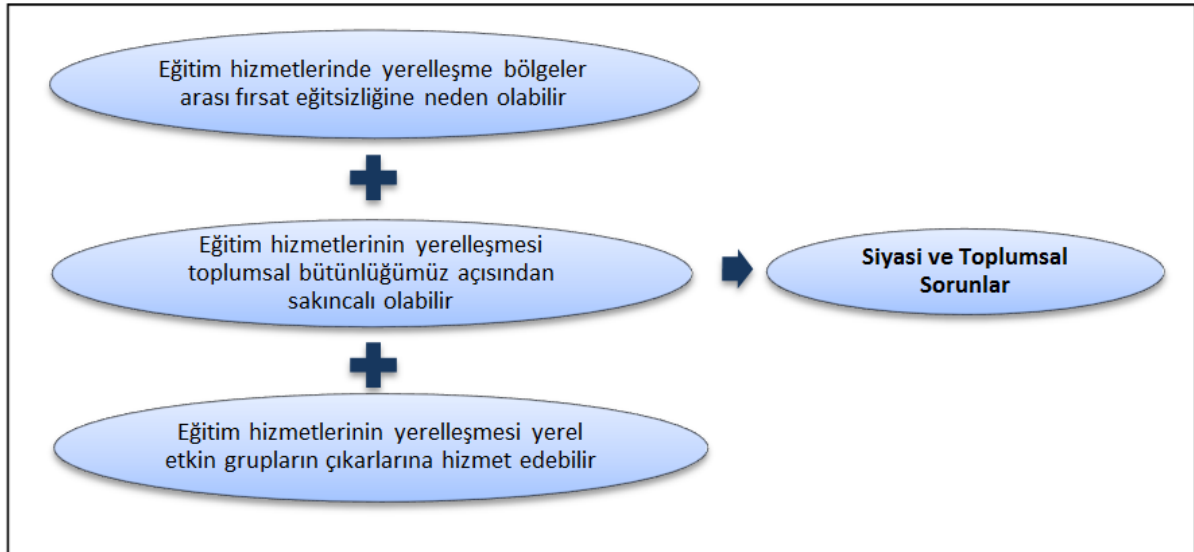 Eğitim hizmetlerinde yerelleşme bölgeler
arası fırsat eğitsizliğine neden olabilir
Eğitim hizmetlerinin yerelleşmesi
toplumsal bütünlüğümüz açısından
sakıncalı olabilir
Siyasi ve Toplumsal
Sorunlar
Eğitim hizmetlerinin yerelleşmesi yerel
etkin grupların çıkarlarına hizmet edebilir